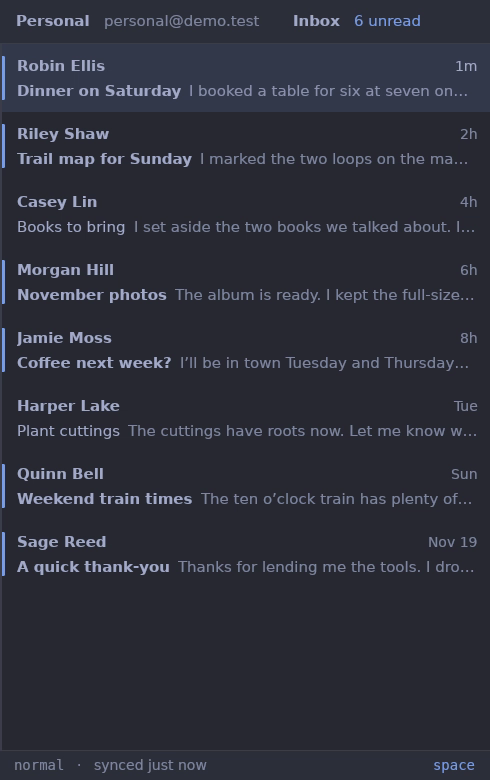 Personal personal@demo.test Inbox 6 unread
Robin Ellis 1m
Dinner on Saturday I booked a table for six at seven on…
Riley Shaw 2h
Trail map for Sunday I marked the two loops on the ma…
Casey Lin 4h
Books to bring I set aside the two books we talked about. I…
Morgan Hill 6h
November photos The album is ready. I kept the full-size…
Jamie Moss 8h
Coffee next week? I’ll be in town Tuesday and Thursday…
Harper Lake Tue
Plant cuttings The cuttings have roots now. Let me know w…
Quinn Bell Sun
Weekend train times The ten o’clock train has plenty of…
Sage Reed Nov 19
A quick thank-you Thanks for lending me the tools. I dro…
normal · synced just now space